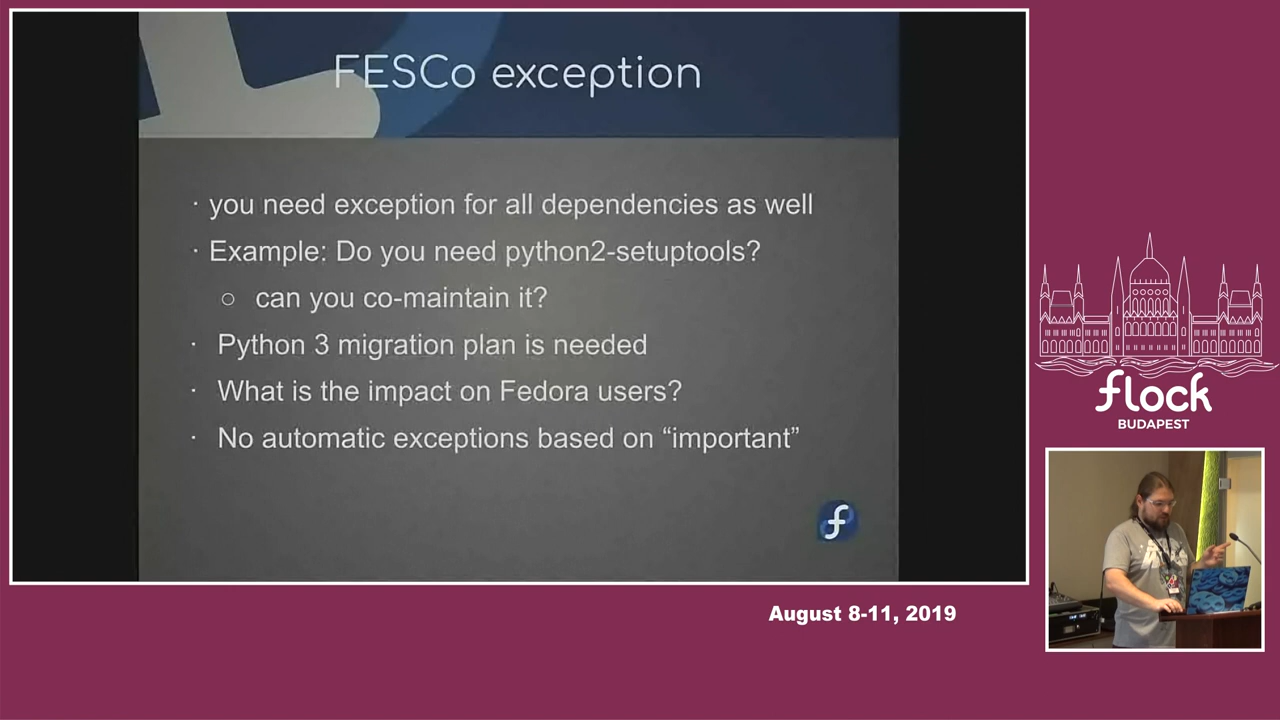 FESCo exception
· you need exception for all dependencies as well
· Example: Do you need python2-setuptools?
○ can you co-maintain it?
· Python 3 migration plan is needed
· What is the impact on Fedora users?
· No automatic exceptions based on “important”
flock
BUDAPEST
August 8-11, 2019